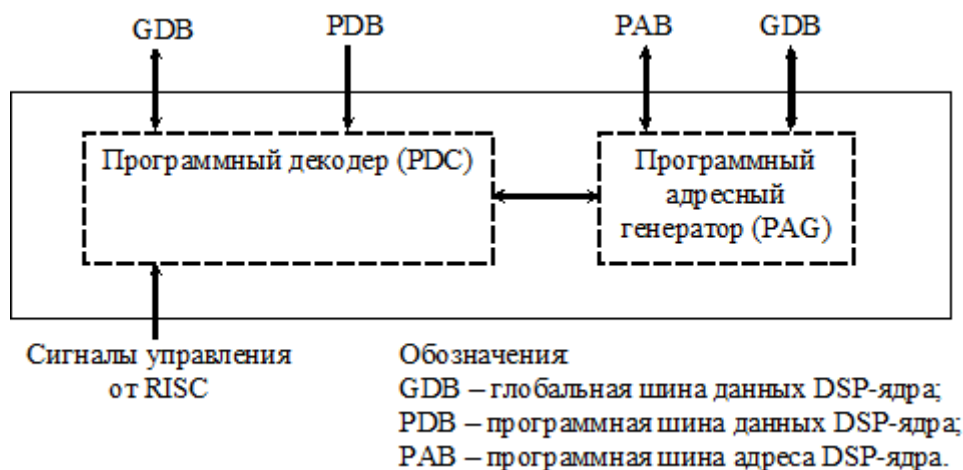 GDB PDB PAB GDB
Программный декодер (PDC)
Программный
адресный
генератор (PAG)
Сигналы управления
от RISC
Обозначения:
GDB – глобальная шина данных DSP-ядра;
PDB – программная шина данных DSP-ядра;
PAB – программная шина адреса DSP-ядра.